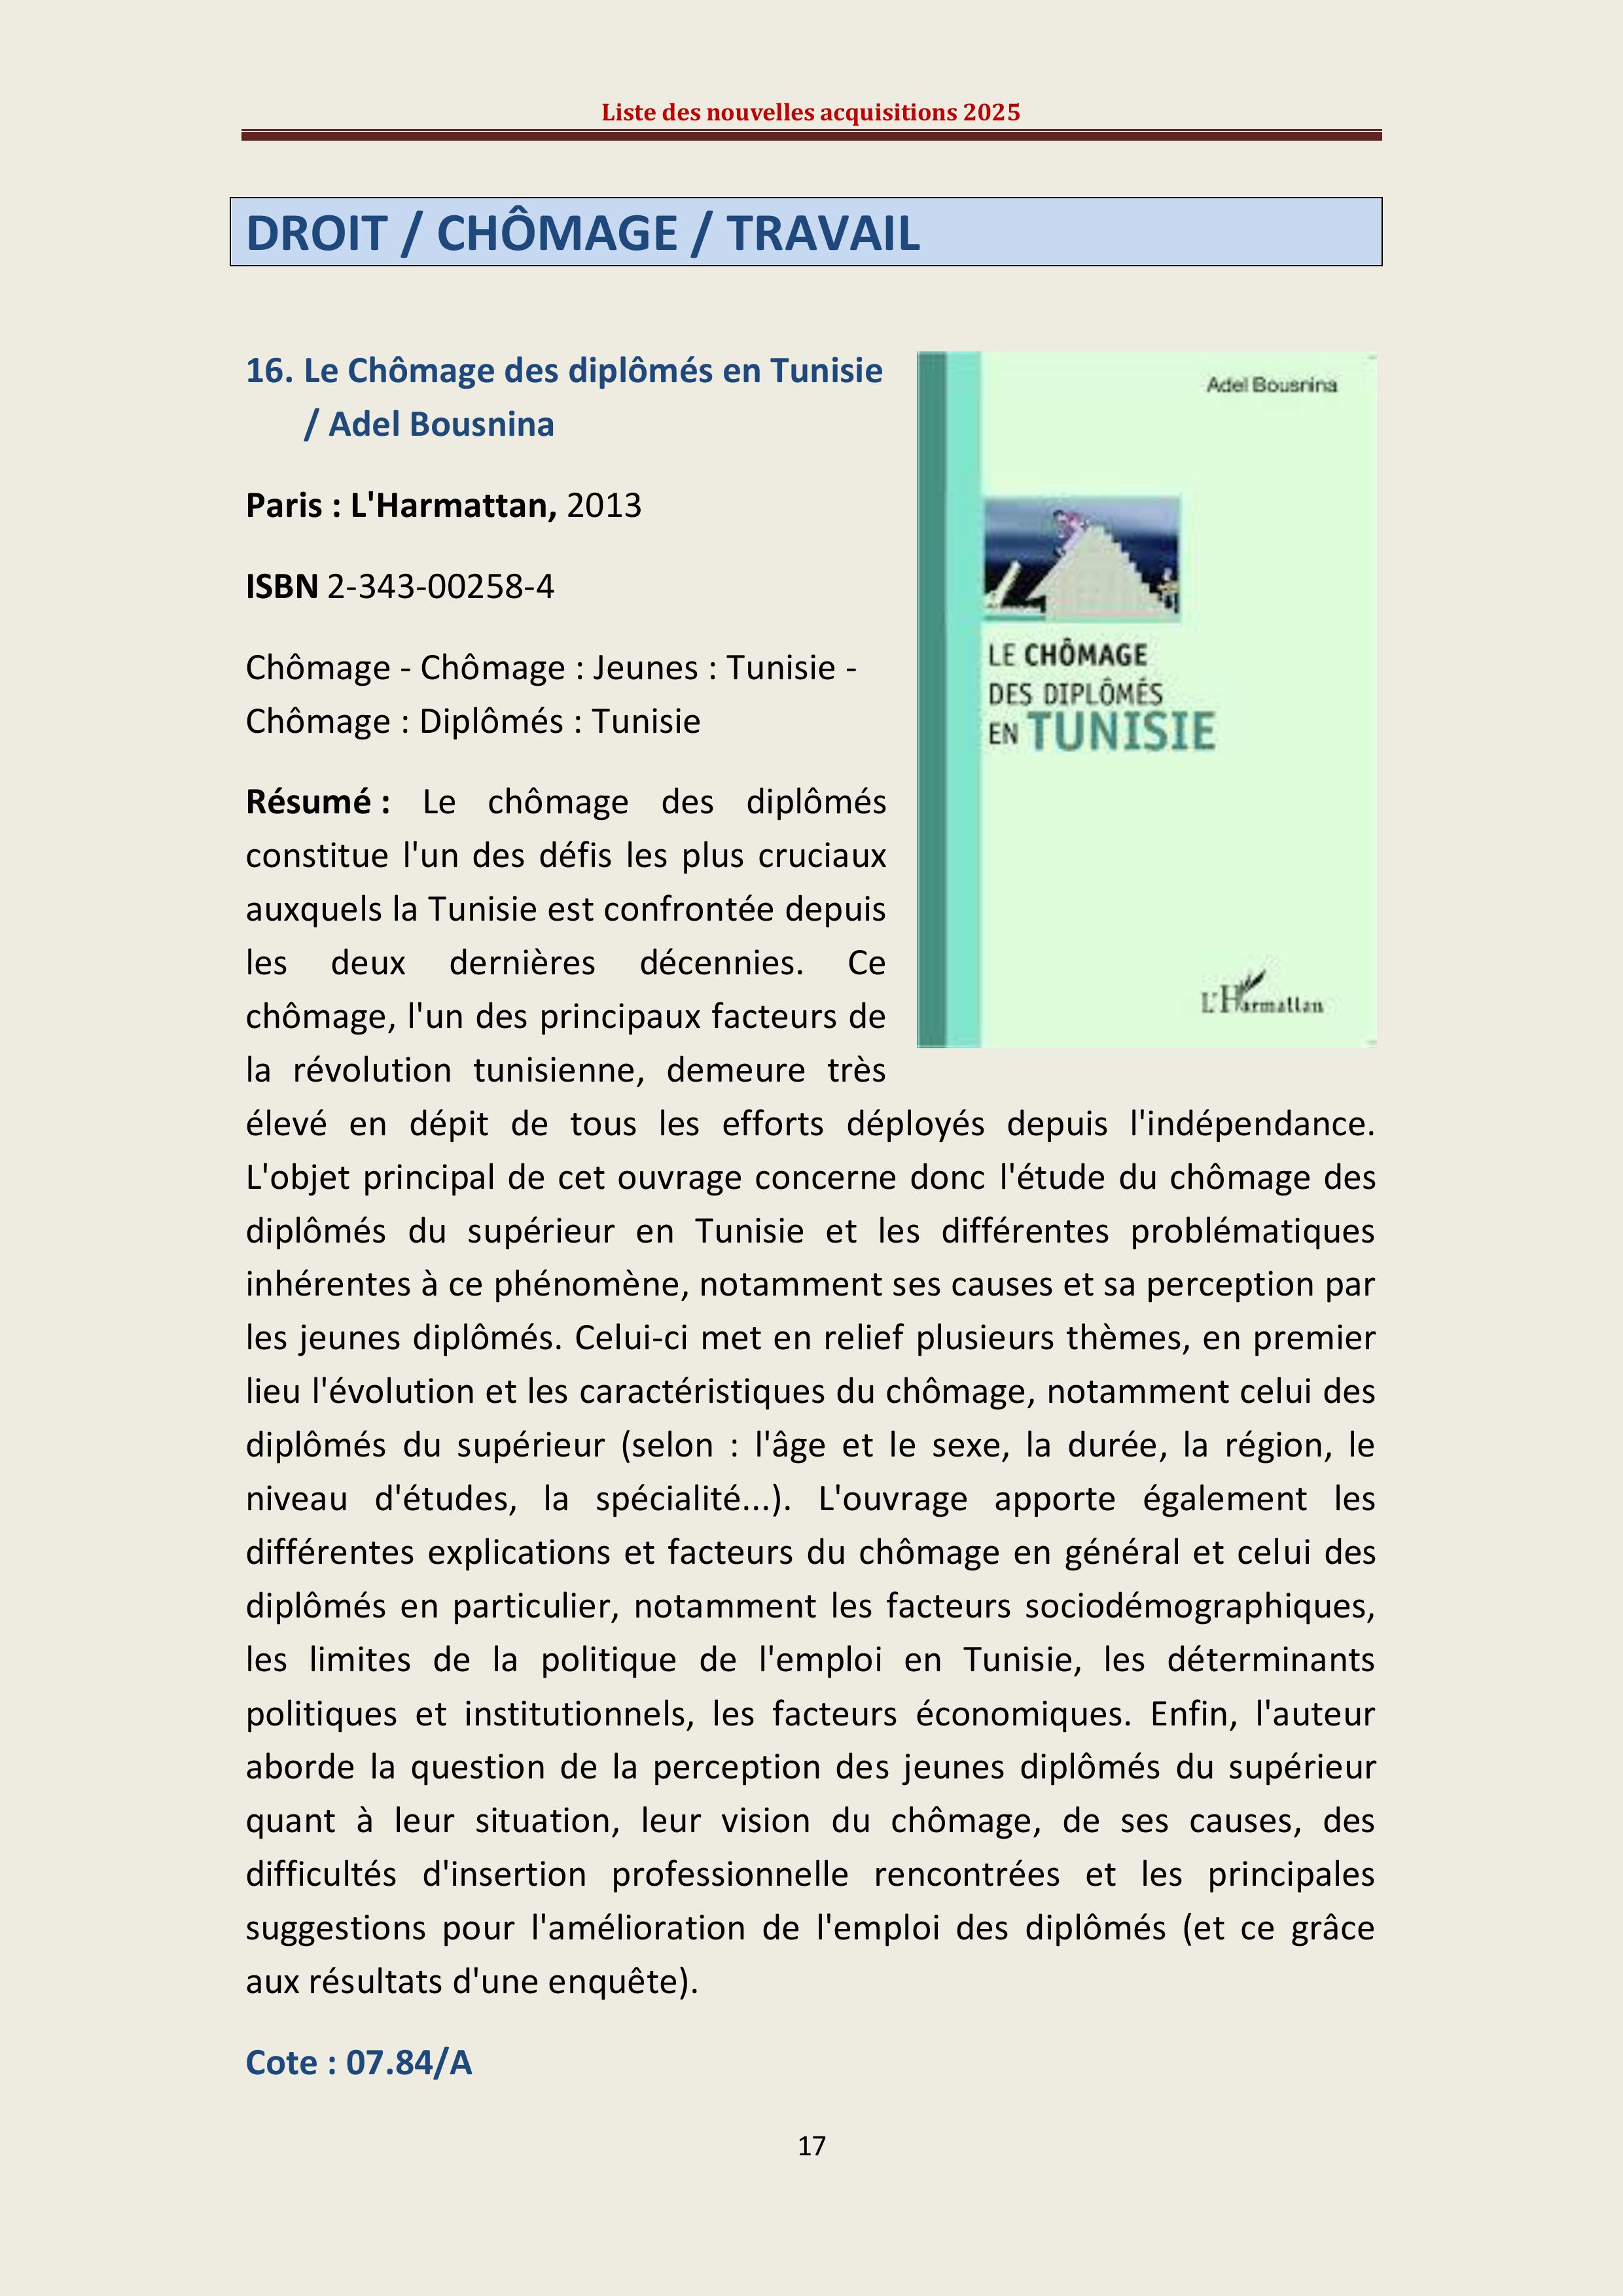 Liste des nouvelles acquisitions 2025
DROIT / CHÔMAGE / TRAVAIL
16. Le Chômage des diplômés en Tunisie
/ Adel Bousnina
Paris : L'Harmattan, 2013
ISBN 2-343-00258-4
Chômage - Chômage : Jeunes : Tunisie -
Chômage : Diplômés : Tunisie
Résumé : Le chômage des diplômés
constitue l'un des défis les plus cruciaux
auxquels la Tunisie est confrontée depuis
les deux dernières décennies. Ce
chômage, l'un des principaux facteurs de
la révolution tunisienne, demeure très
élevé en dépit de tous les efforts déployés depuis l'indépendance.
L'objet principal de cet ouvrage concerne donc l'étude du chômage des
diplômés du supérieur en Tunisie et les différentes problématiques
inhérentes à ce phénomène, notamment ses causes et sa perception par
les jeunes diplômés. Celui-ci met en relief plusieurs thèmes, en premier
lieu l'évolution et les caractéristiques du chômage, notamment celui des
diplômés du supérieur (selon : l'âge et le sexe, la durée, la région, le
niveau d'études, la spécialité...). L'ouvrage apporte également les
différentes explications et facteurs du chômage en général et celui des
diplômés en particulier, notamment les facteurs sociodémographiques,
les limites de la politique de l'emploi en Tunisie, les déterminants
politiques et institutionnels, les facteurs économiques. Enfin, l'auteur
aborde la question de la perception des jeunes diplômés du supérieur
quant à leur situation, leur vision du chômage, de ses causes, des
difficultés d'insertion professionnelle rencontrées et les principales
suggestions pour l'amélioration de l'emploi des diplômés (et ce grâce
aux résultats d'une enquête).
Cote : 07.84/A
Adel Bousnina
LE CHÔMAGE
DES DIPLÔMÉS
EN TUNISIE
L'Harmattan
17